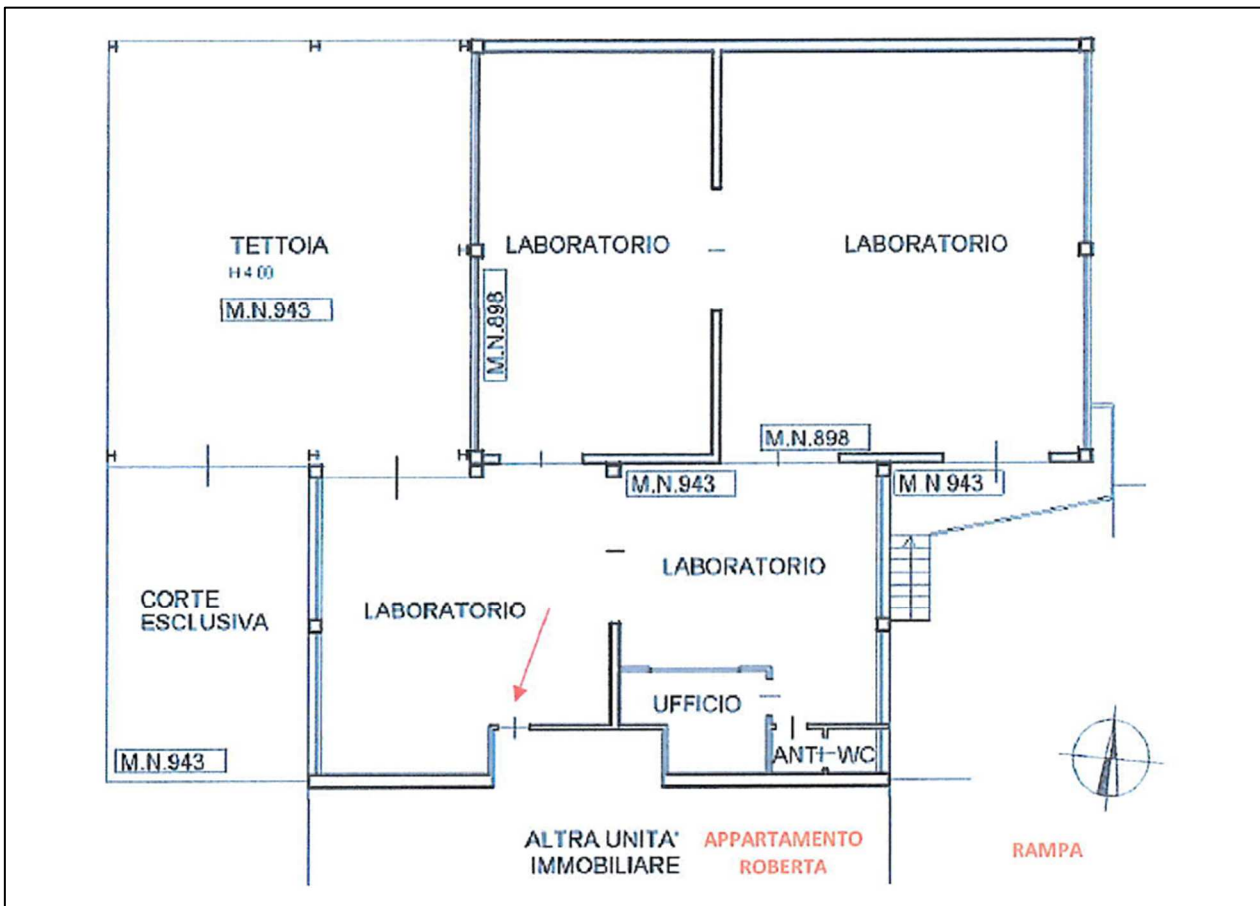 TETTOIA
H 4.00
M.N.943
LABORATORIO
M.N.898
LABORATORIO
M.N.898
M.N.943
M N 943
CORTE
ESCLUSIVA
M.N.943
LABORATORIO
LABORATORIO
UFFICIO
ANTI-WC
ALTRA UNITA'
IMMOBILIARE
APPARTAMENTO
ROBERTA
RAMPA